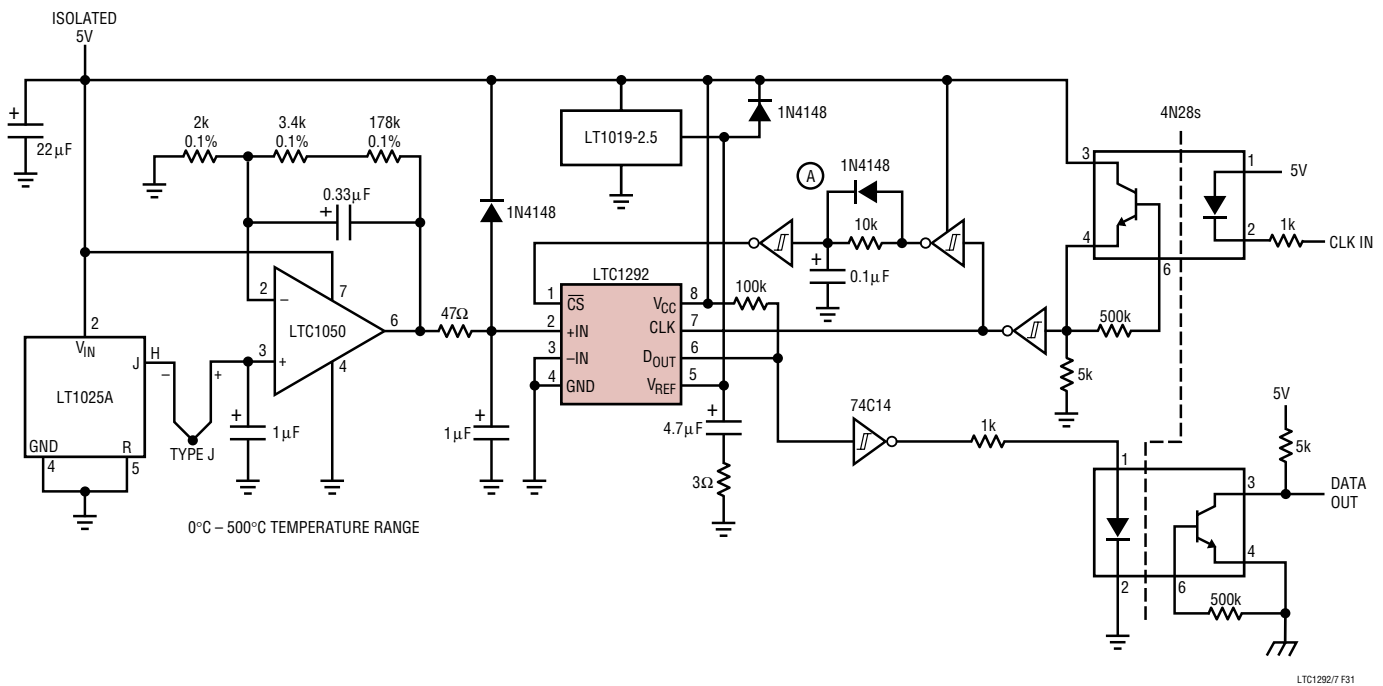 ISOLATED
5V
+
22µF
2k
0.1%
3.4k
0.1%
178k
0.1%
0.33µF
+
1N4148
LT1019-2.5
1N4148
4N28s
A
1N4148
10k
+
0.1µF
3
1
5V
4
2
1k
CLK IN
6
500k
5k
2
–
7
LTC1050
6
3
+
4
47Ω
LTC1292
1
CS
VCC
8
100k
2
+IN
CLK
7
3
–IN
DOUT
6
4
GND
VREF
5
2
VIN
J
H
–
+
LT1025A
GND
R
4
5
TYPE J
+
1µF
+
1µF
+
4.7µF
3Ω
74C14
1k
5V
5k
1
3
DATA
OUT
4
2
6
500k
0°C – 500°C TEMPERATURE RANGE
LTC1292/7 F31